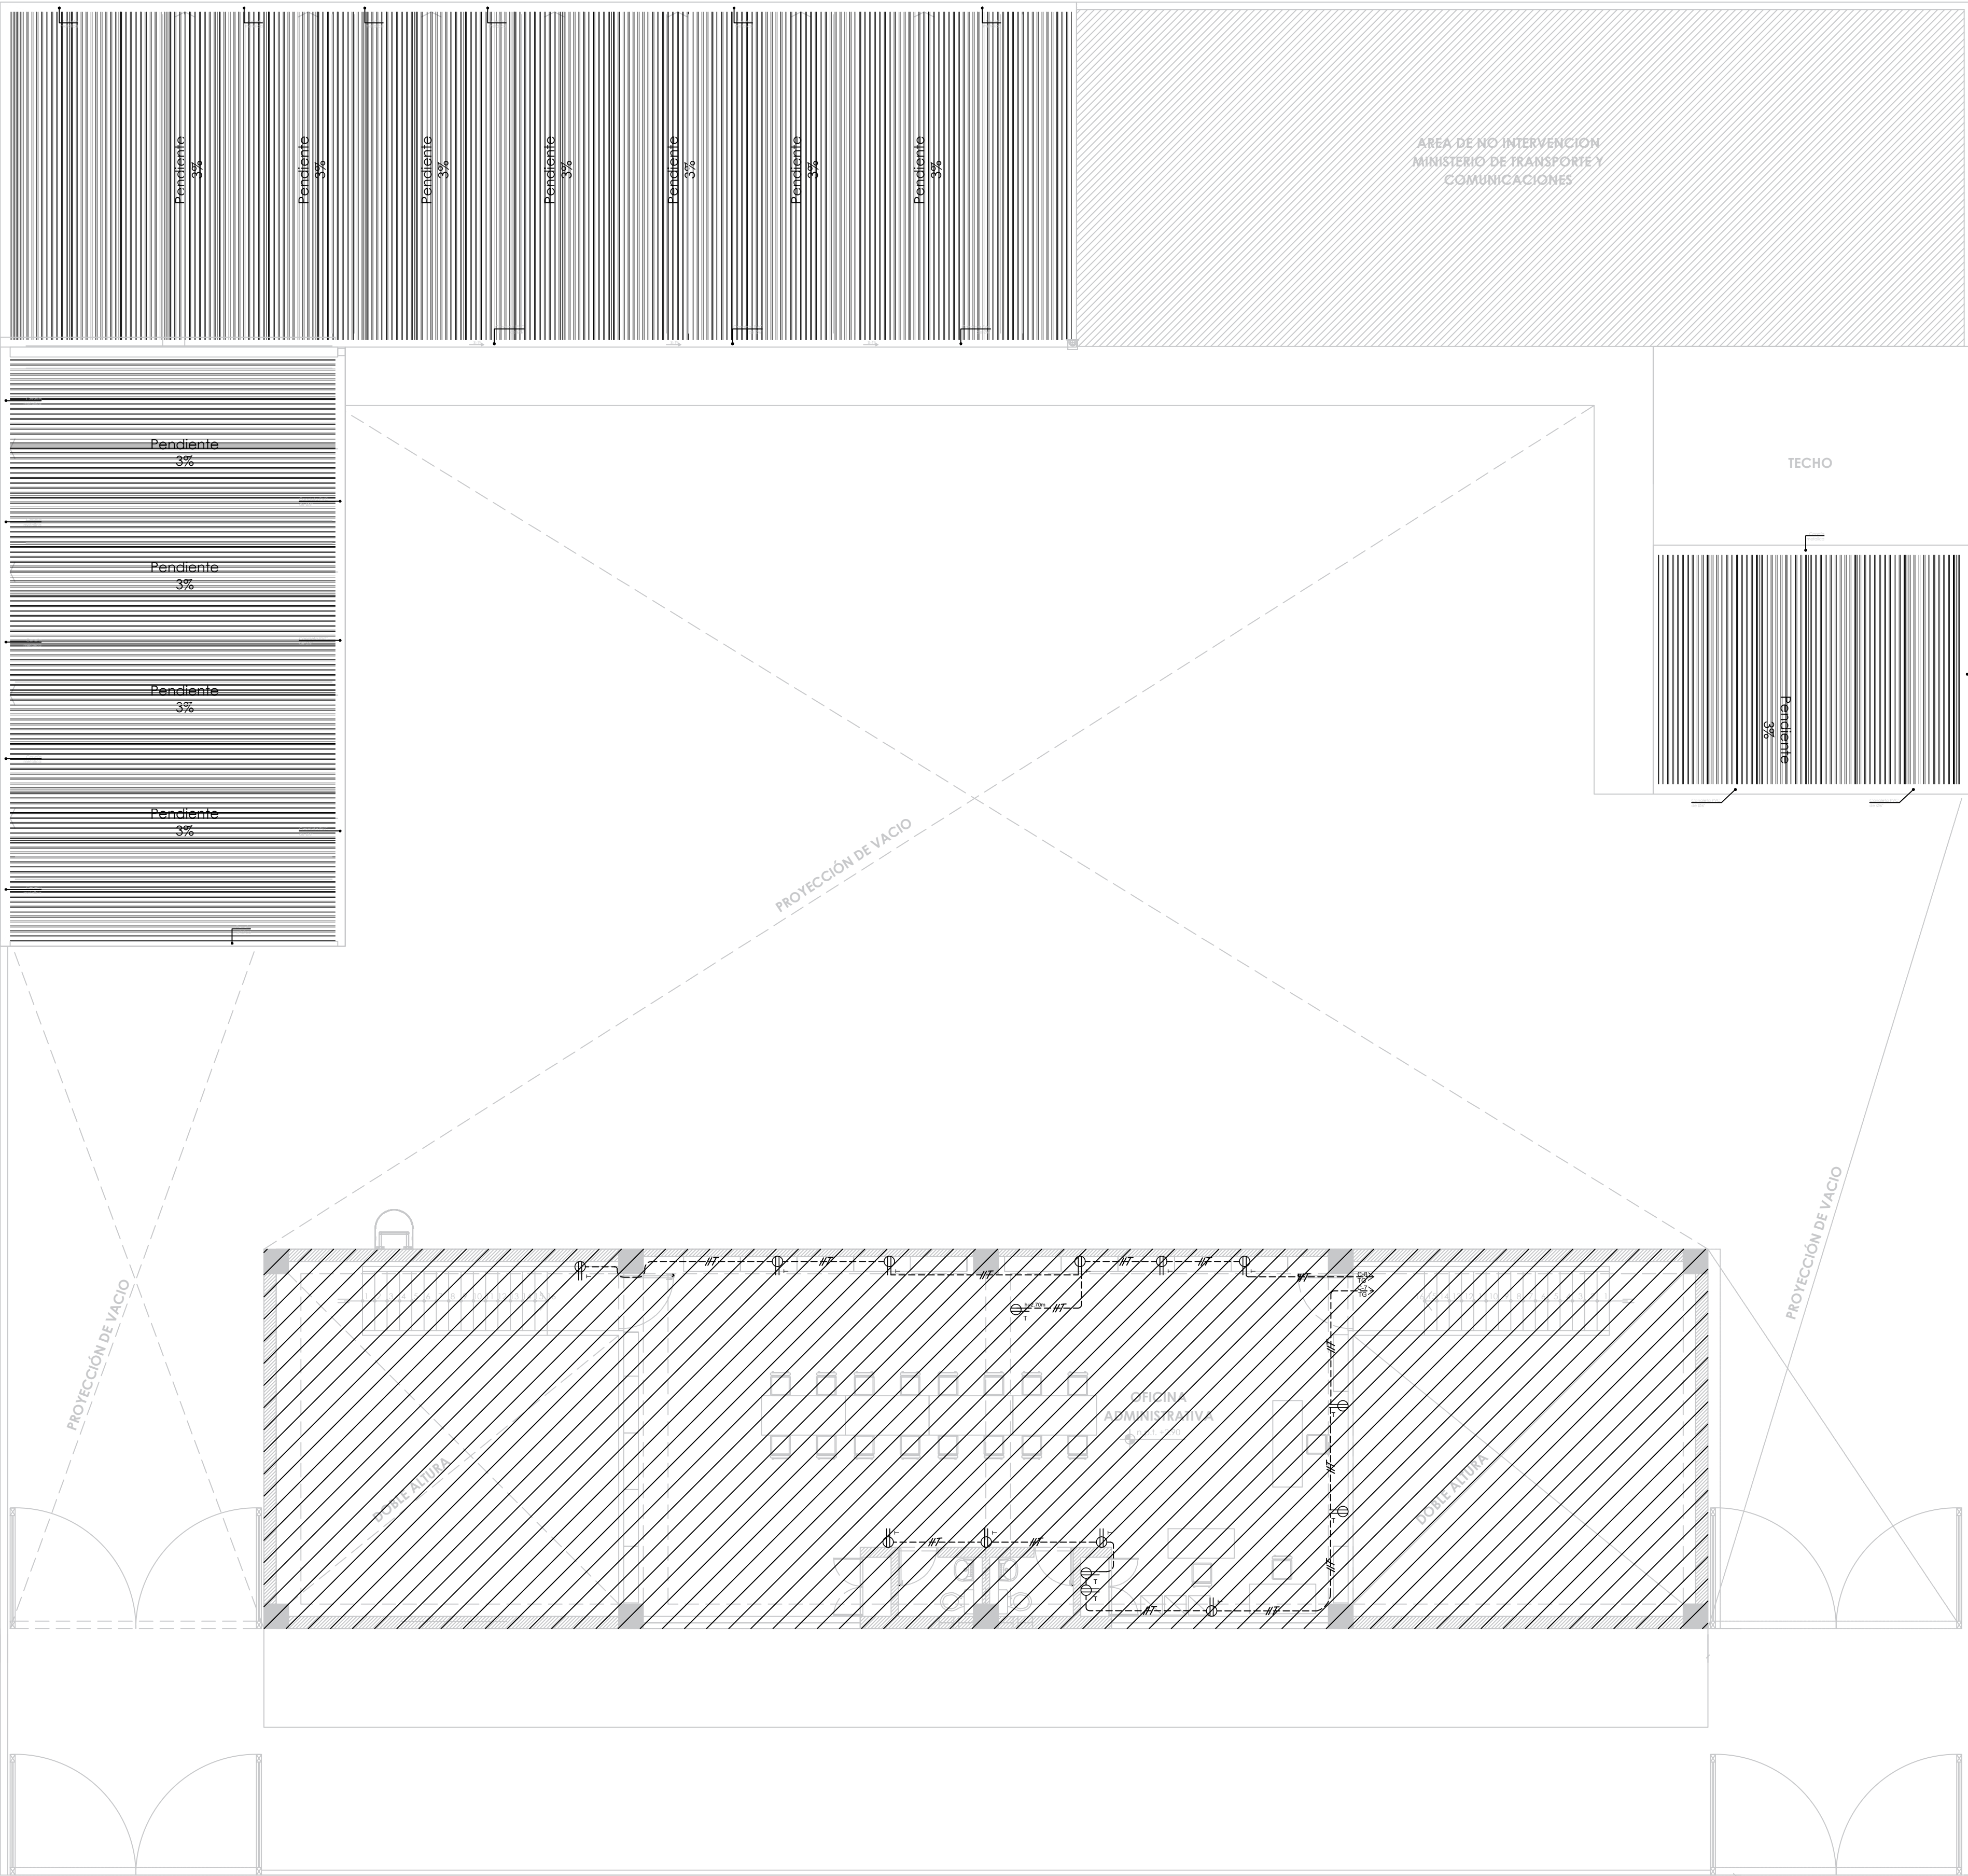 Pendiente
3%
Pendiente
3%
Pendiente
3%
Pendiente
3%
Pendiente
3%
Pendiente
3%
Pendiente
3%
AREA DE NO INTERVENCION
MINISTERIO DE TRANSPORTE Y
COMUNICACIONES
Pendiente
3%
Pendiente
3%
Pendiente
3%
Pendiente
3%
TECHO
Pendiente
3%
PROYECCIÓN DE VACIO
PROYECCIÓN DE VACIO
PROYECCIÓN DE VACIO
TG
TG
T
OFICINA
ADMINISTRATIVA
DOBLE ALTURA
DOBLE ALTURA
T
T
T
T
T
T
T